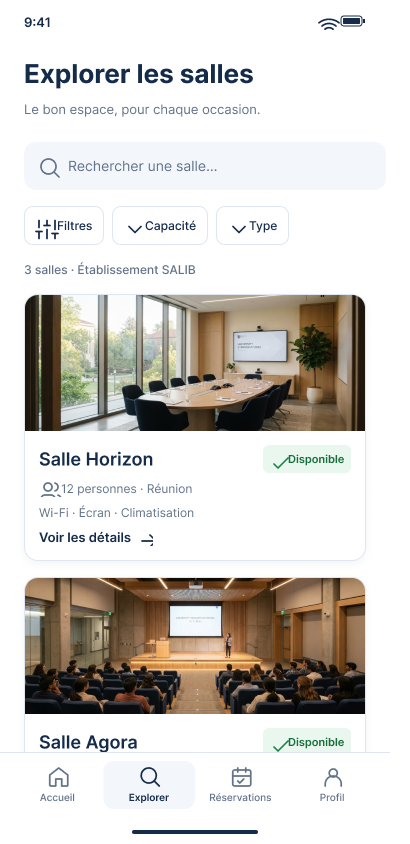 9:41
Explorer les salles
Le bon espace, pour chaque occasion.
Rechercher une salle...
Filtres
Capacité
Type
3 salles · Établissement SALIB
Salle Horizon
Disponible
12 personnes · Réunion
Wi-Fi · Écran · Climatisation
Voir les détails
Salle Agora
Disponible
Accueil
Explorer
Réservations
Profil